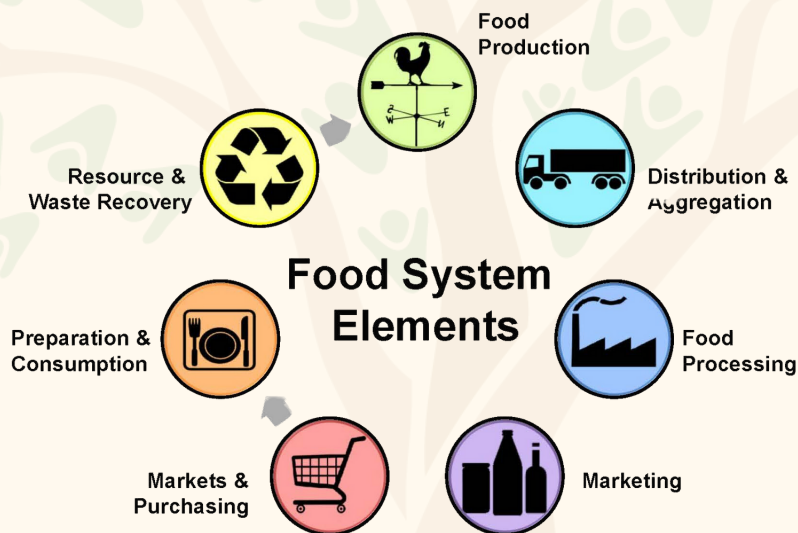 Food
Production
S
E
W
N
Distribution &
Aggregation
Food
Processing
Marketing
Markets &
Purchasing
Preparation &
Consumption
Resource &
Waste Recovery
Food System
Elements